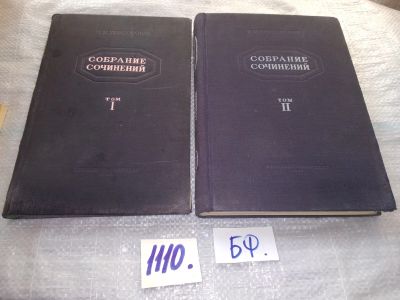 СОБРАНИЕ
СОЧИНЕНИЙ
ТОМ
I
СОБРАНИЕ
СОЧИНЕНИЙ
ТОМ
II
1110.
БФ.